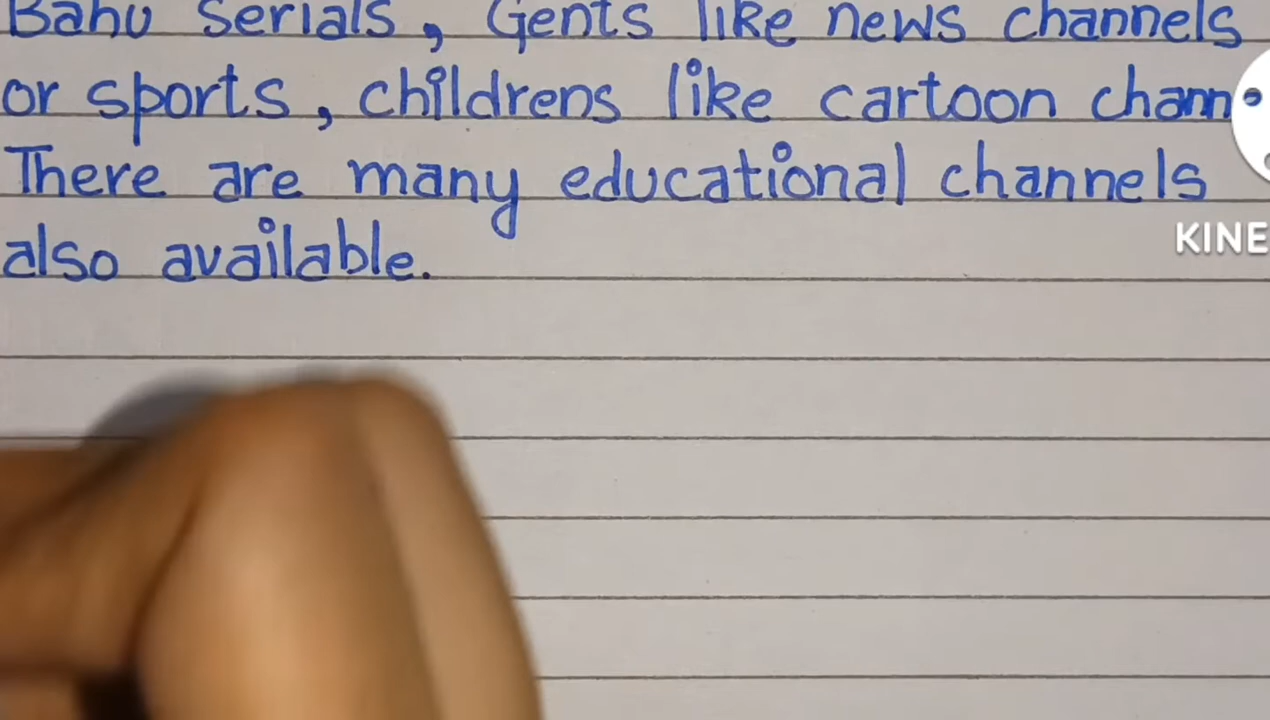 Bahu Serials, Gents like news channels
or sports, childrens like cartoon chann
There are many educational channels
also available.
KINE